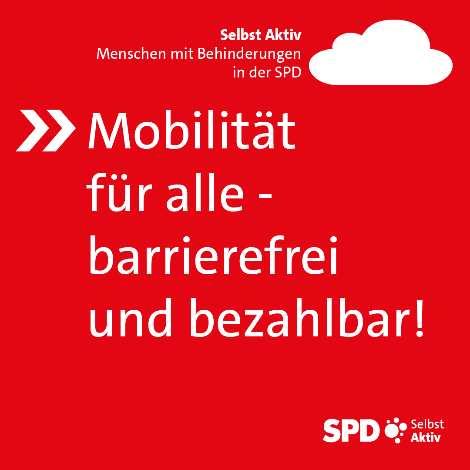 Selbst Aktiv
Menschen mit Behinderungen
in der SPD
Mobilität
für alle -
barrierefrei
und bezahlbar!
SPD Selbst
Aktiv